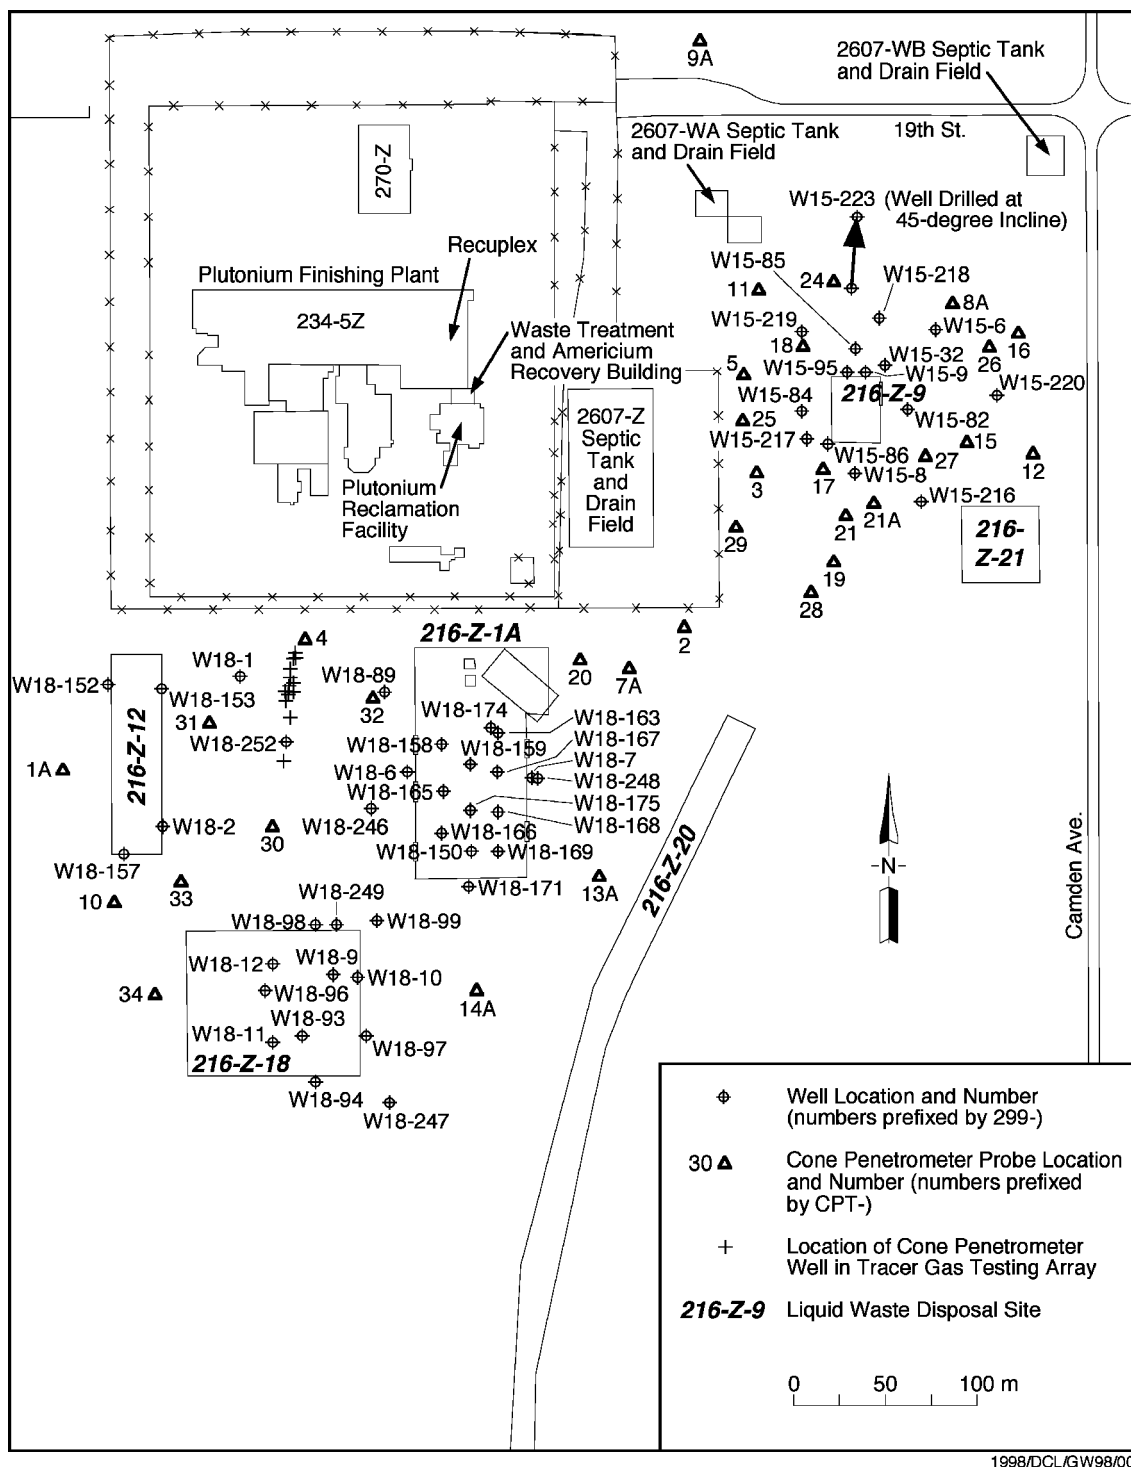 9A
2607-WB Septic Tank
and Drain Field
19th St.
2607-WA Septic Tank
and Drain Field
270-Z
W15-223 (Well Drilled at
45-degree Incline)
Recuplex
W15-85
Plutonium Finishing Plant
24
W15-218
11
8A
234-5Z
Waste Treatment
and Americium
Recovery Building
W15-219
W15-6
18
26
16
W15-32
5
W15-95
W15-9
W15-220
216-Z-9
W15-84
2607-Z
Septic
Tank
and
Drain
Field
25
W15-82
W15-217
15
W15-86
27
12
W15-8
3
17
Plutonium
Reclamation
Facility
W15-216
21A
21
29
216-
Z-21
19
28
216-Z-1A
4
2
W18-1
W18-89
20
7A
W18-152
W18-153
32
31
W18-174
W18-163
216-Z-12
W18-252
W18-158
W18-159
W18-167
W18-7
1A
W18-6
W18-248
W18-165
W18-175
W18-246
W18-168
W18-2
30
W18-166
W18-150
W18-169
W18-157
216-Z-20
10
33
W18-171
13A
W18-249
W18-98
W18-99
Camden Ave.
N
W18-9
W18-12
W18-10
34
W18-96
14A
W18-93
W18-11
W18-97
216-Z-18
W18-94
W18-247
Well Location and Number
(numbers prefixed by 299-)
30
Cone Penetrometer Probe Location
and Number (numbers prefixed
by CPT-)
Location of Cone Penetrometer
Well in Tracer Gas Testing Array
216-Z-9 Liquid Waste Disposal Site
0 50 100 m